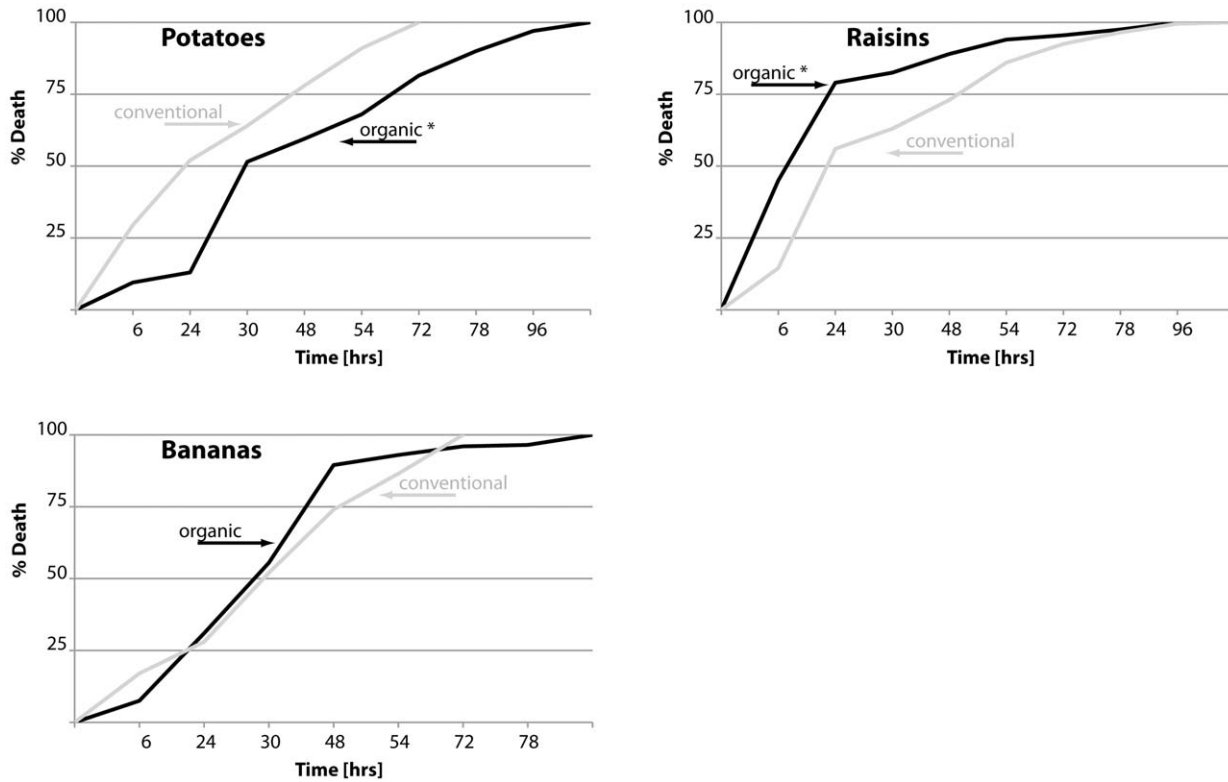 Potatoes
% Death
100
75
50
25
conventional
organic *
6 24 30 48 54 72 78 96
Time [hrs]
Raisins
% Death
100
75
50
25
organic *
conventional
6 24 30 48 54 72 78 96
Time [hrs]
Bananas
% Death
100
75
50
25
conventional
organic
6 24 30 48 54 72 78
Time [hrs]